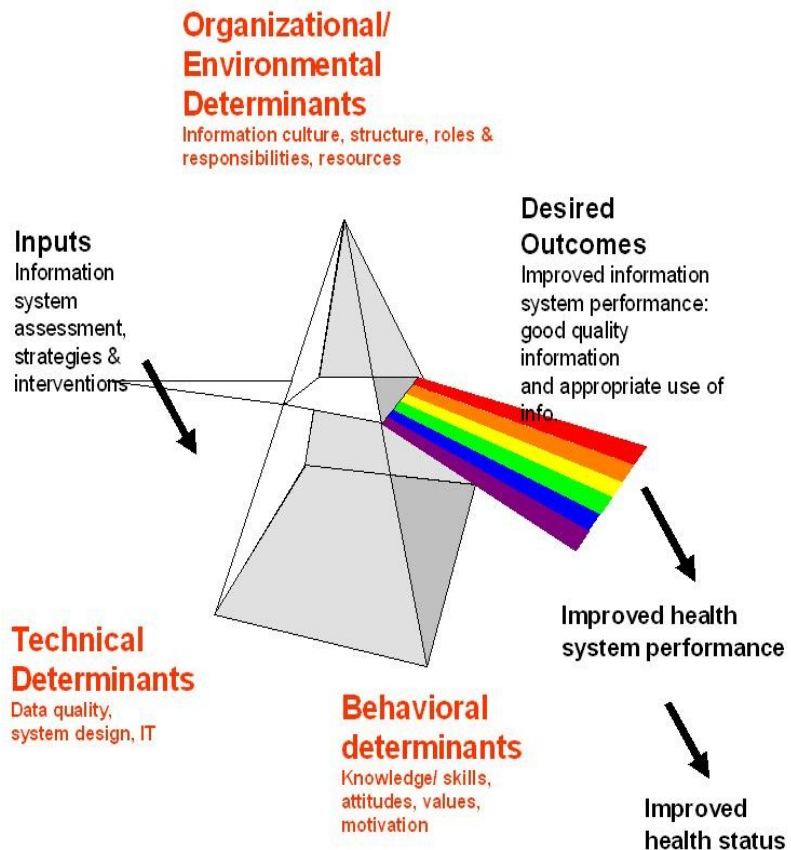 Organizational/
Environmental
Determinants
Information culture, structure, roles &
responsibilities, resources
Inputs
Information
system
assessment,
strategies &
interventions
Desired
Outcomes
Improved information
system performance:
good quality
information
and appropriate use of
info.
Improved health
system performance
Technical
Determinants
Data quality,
system design, IT
Behavioral
determinants
Knowledge/ skills,
attitudes, values,
motivation
Improved
health status